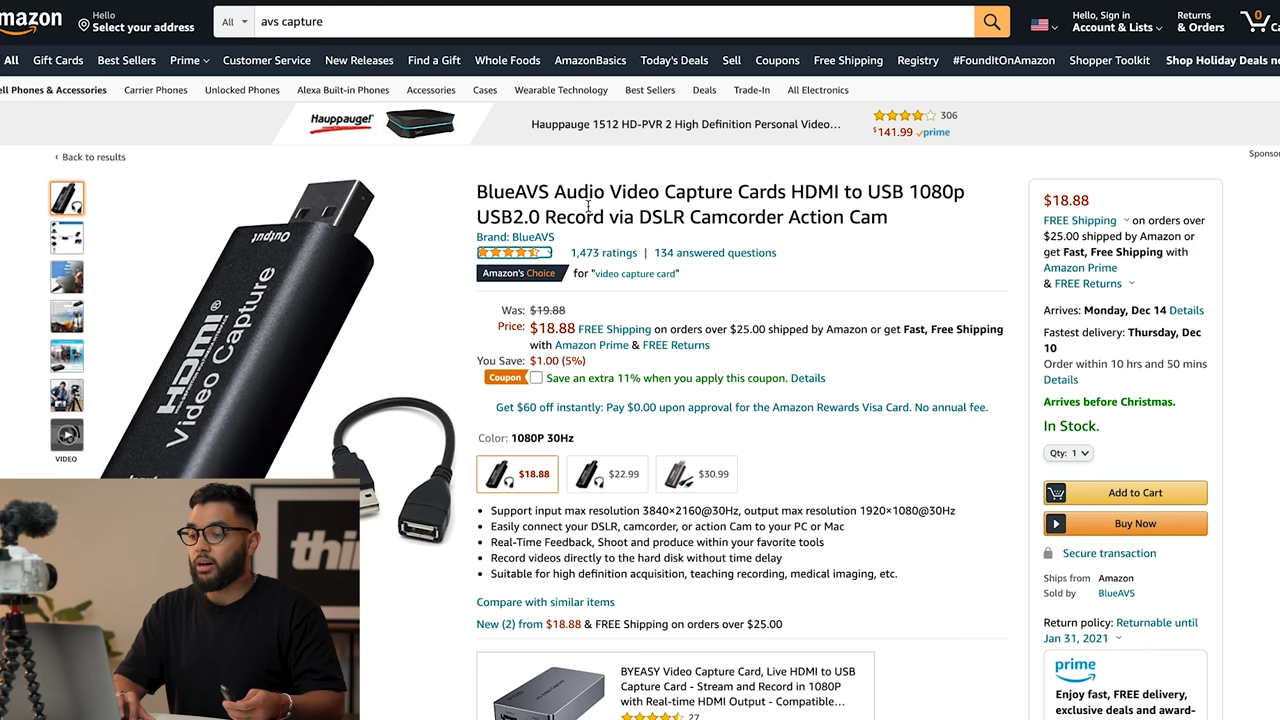 mazon
Hello
Select your address
All
avs capture
Hello, Sign in
Account & Lists
Returns
& Orders
0
Ca
All
Gift Cards
Best Sellers
Prime
Customer Service
New Releases
Find a Gift
Whole Foods
AmazonBasics
Today's Deals
Sell
Coupons
Free Shipping
Registry
#FoundItOnAmazon
Shopper Toolkit
Shop Holiday Deals no
ell Phones & Accessories
Carrier Phones
Unlocked Phones
Alexa Built-in Phones
Accessories
Cases
Wearable Technology
Best Sellers
Deals
Trade-In
All Electronics
Hauppauge!
Hauppauge 1512 HD-PVR 2 High Definition Personal Video...
306
$141.99 prime
‹ Back to results
Sponsor
Output
HDMI®
Video Capture
VIDEO
BlueAVS Audio Video Capture Cards HDMI to USB 1080p
USB2.0 Record via DSLR Camcorder Action Cam
Brand: BlueAVS
1,473 ratings | 134 answered questions
Amazon's Choice for "video capture card"
Was: $19.88
Price: $18.88 FREE Shipping on orders over $25.00 shipped by Amazon or get Fast, Free Shipping
with Amazon Prime & FREE Returns
You Save: $1.00 (5%)
Coupon Save an extra 11% when you apply this coupon. Details
Get $60 off instantly: Pay $0.00 upon approval for the Amazon Rewards Visa Card. No annual fee.
Color: 1080P 30Hz
$18.88
$22.99
$30.99
• Support input max resolution 3840×2160@30Hz, output max resolution 1920×1080@30Hz
• Easily connect your DSLR, camcorder, or action Cam to your PC or Mac
• Real-Time Feedback, Shoot and produce within your favorite tools
• Record videos directly to the hard disk without time delay
• Suitable for high definition acquisition, teaching recording, medical imaging, etc.
Compare with similar items
New (2) from $18.88 & FREE Shipping on orders over $25.00
BYEASY Video Capture Card, Live HDMI to USB
Capture Card - Stream and Record in 1080P
with Real-time HDMI Output - Compatible...
27
$18.88
FREE Shipping on orders over
$25.00 shipped by Amazon or
get Fast, Free Shipping with
Amazon Prime
& FREE Returns
Arrives: Monday, Dec 14 Details
Fastest delivery: Thursday, Dec
10
Order within 10 hrs and 50 mins
Details
Arrives before Christmas.
In Stock.
Qty: 1
Add to Cart
Buy Now
Secure transaction
Ships from Amazon
Sold by BlueAVS
Return policy: Returnable until
Jan 31, 2021
prime
Enjoy fast, FREE delivery,
exclusive deals and award-
thi